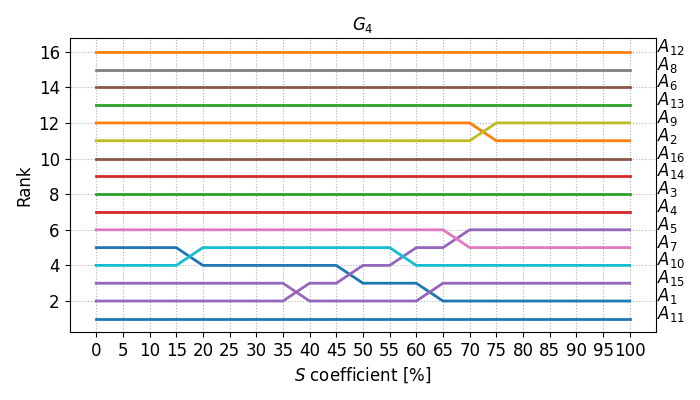 G₄
16
14
12
10
8
6
4
2
Rank
A₁₂
A₈
A₆
A₁₃
A₉
A₂
A₁₆
A₁₄
A₃
A₄
A₅
A₇
A₁₀
A₁₅
A₁
A₁₁
0 5 10 15 20 25 30 35 40 45 50 55 60 65 70 75 80 85 90 95 100
S coefficient [%]